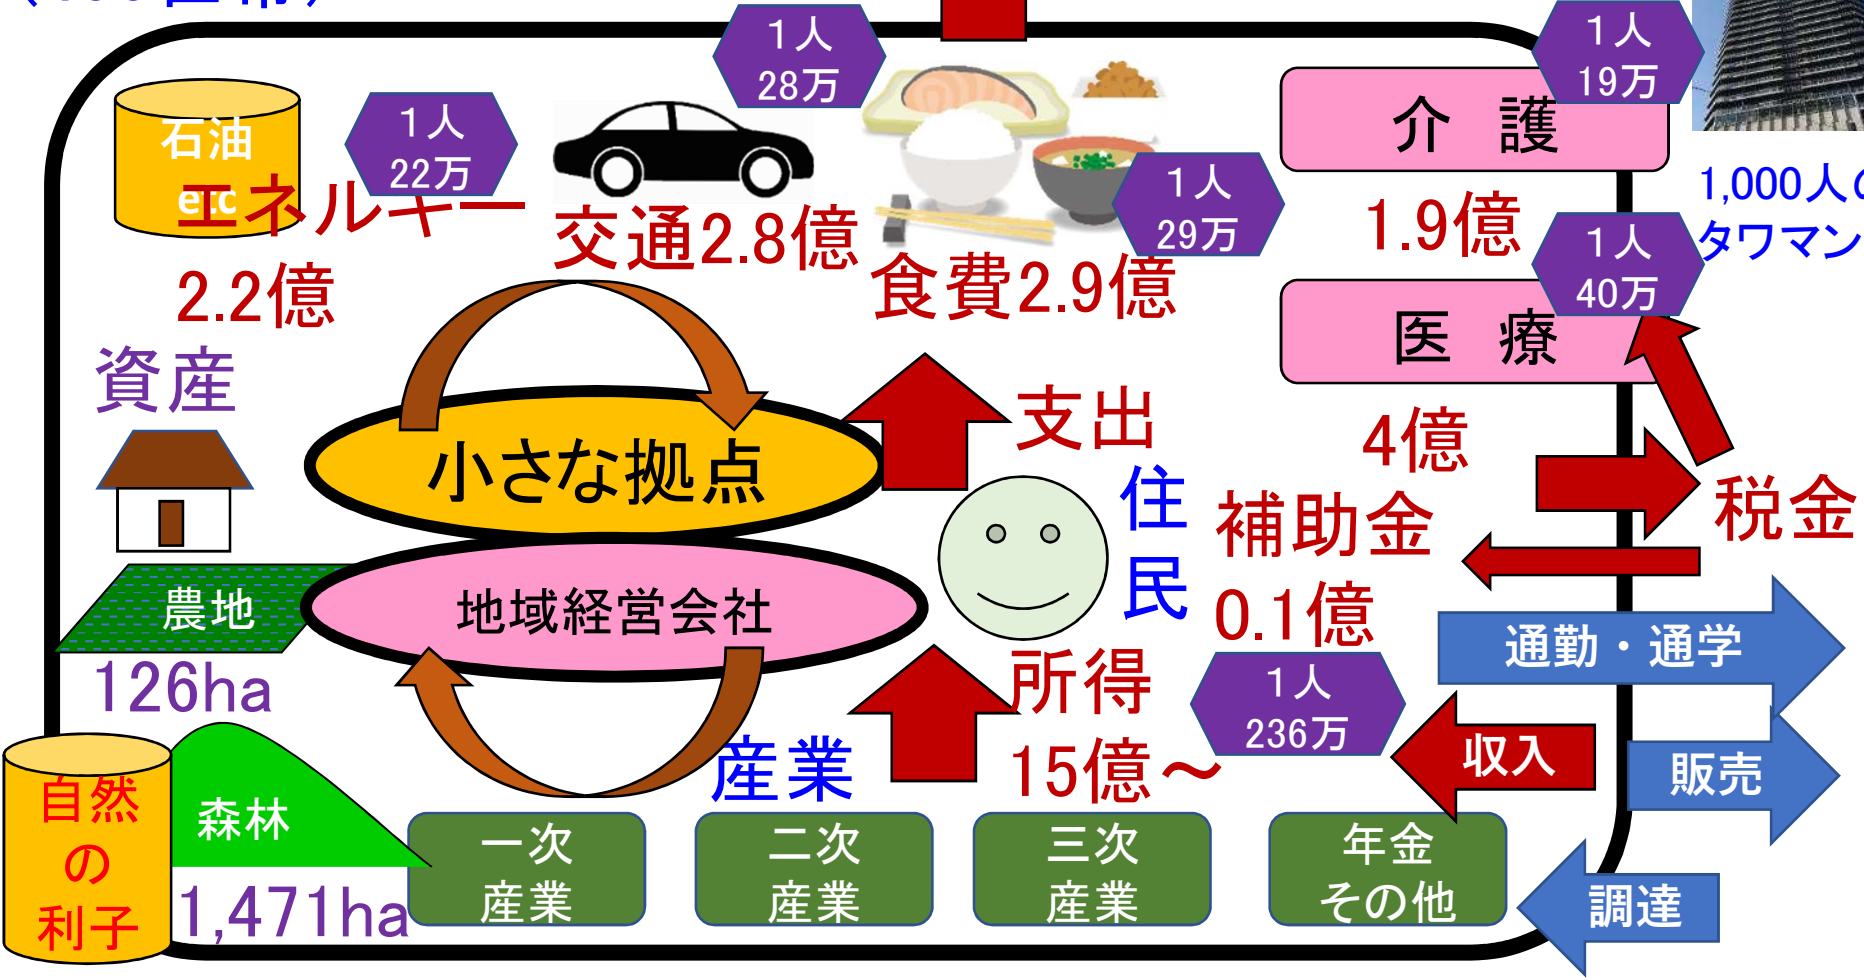 1人
28万
1人
19万
石油
etc
エネルギー
2.2億
1人
22万
交通2.8億
食費2.9億
1人
29万
介 護
1.9億
1,000人の
タワマン
1人
40万
医 療
4億
資産
小さな拠点
支出
住
民
補助金
0.1億
税金
農地
126ha
地域経営会社
通勤・通学
所得
15億~
1人
236万
収入
販売
産業
自然
の
利子
森林
1,471ha
一次
産業
二次
産業
三次
産業
年金
その他
調達